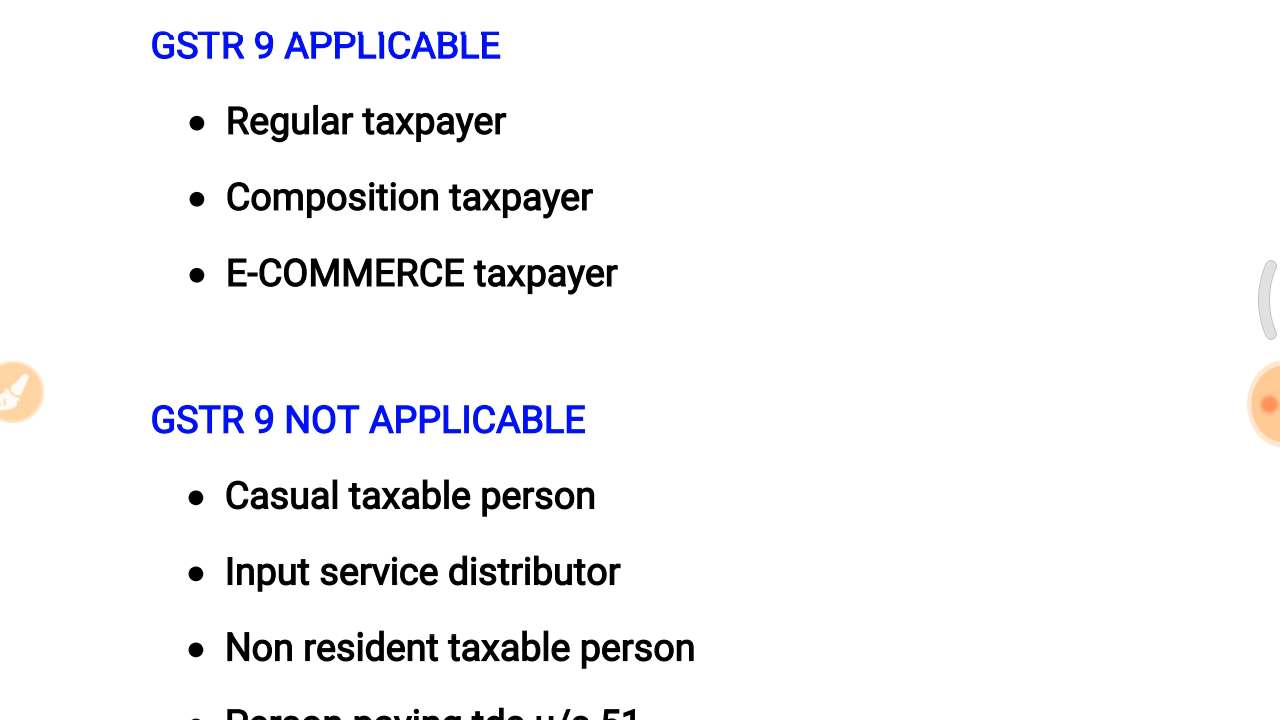 GSTR 9 APPLICABLE
• Regular taxpayer
• Composition taxpayer
• E-COMMERCE taxpayer
GSTR 9 NOT APPLICABLE
• Casual taxable person
• Input service distributor
• Non resident taxable person
• Person paying tds u/s 51